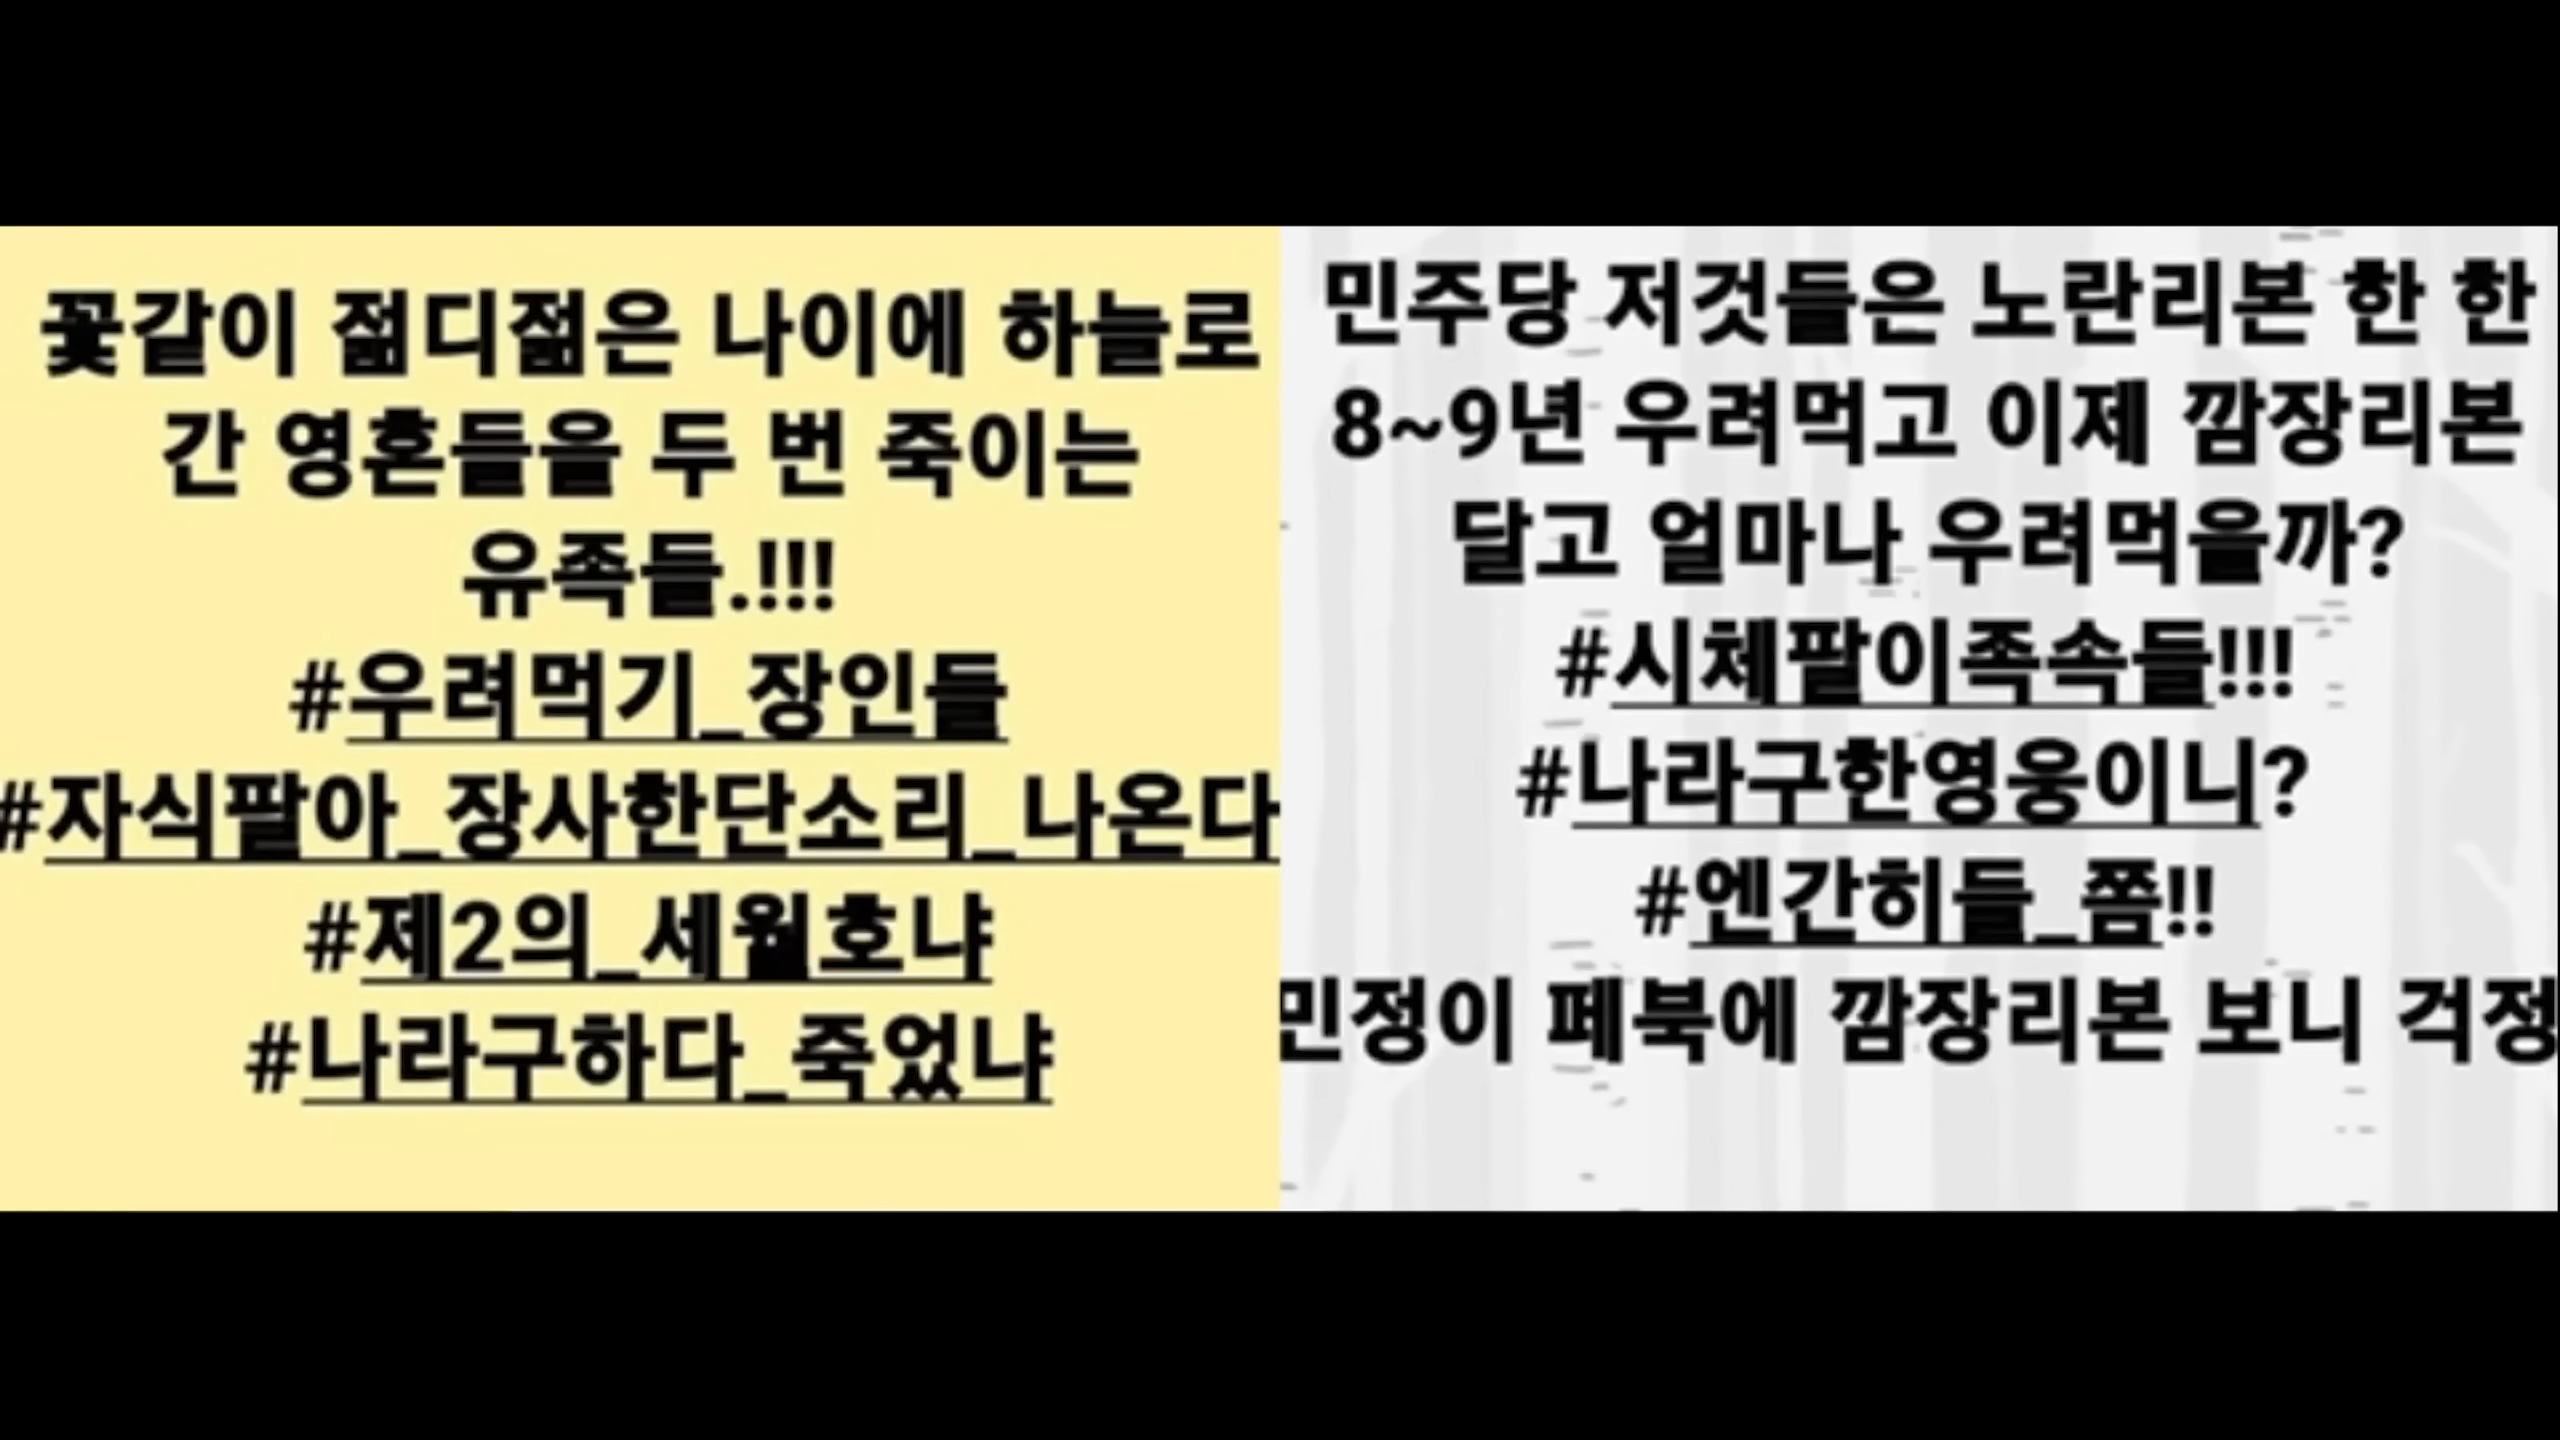 꽃같이 젊디젊은 나이에 하늘로
간 영혼들을 두 번 죽이는
유족들.!!!
#우려먹기_장인들
#자식팔아_장사한단소리_나온다
#제2의_세월호냐
#나라구하다_죽었냐
민주당 저것들은 노란리본 한 한
8~9년 우려먹고 이제 깜장리본
달고 얼마나 우려먹을까?
#시체팔이족속들!!!
#나라구한영웅이니?
#엔간히들_쫌!!
민정이 페북에 깜장리본 보니 걱정